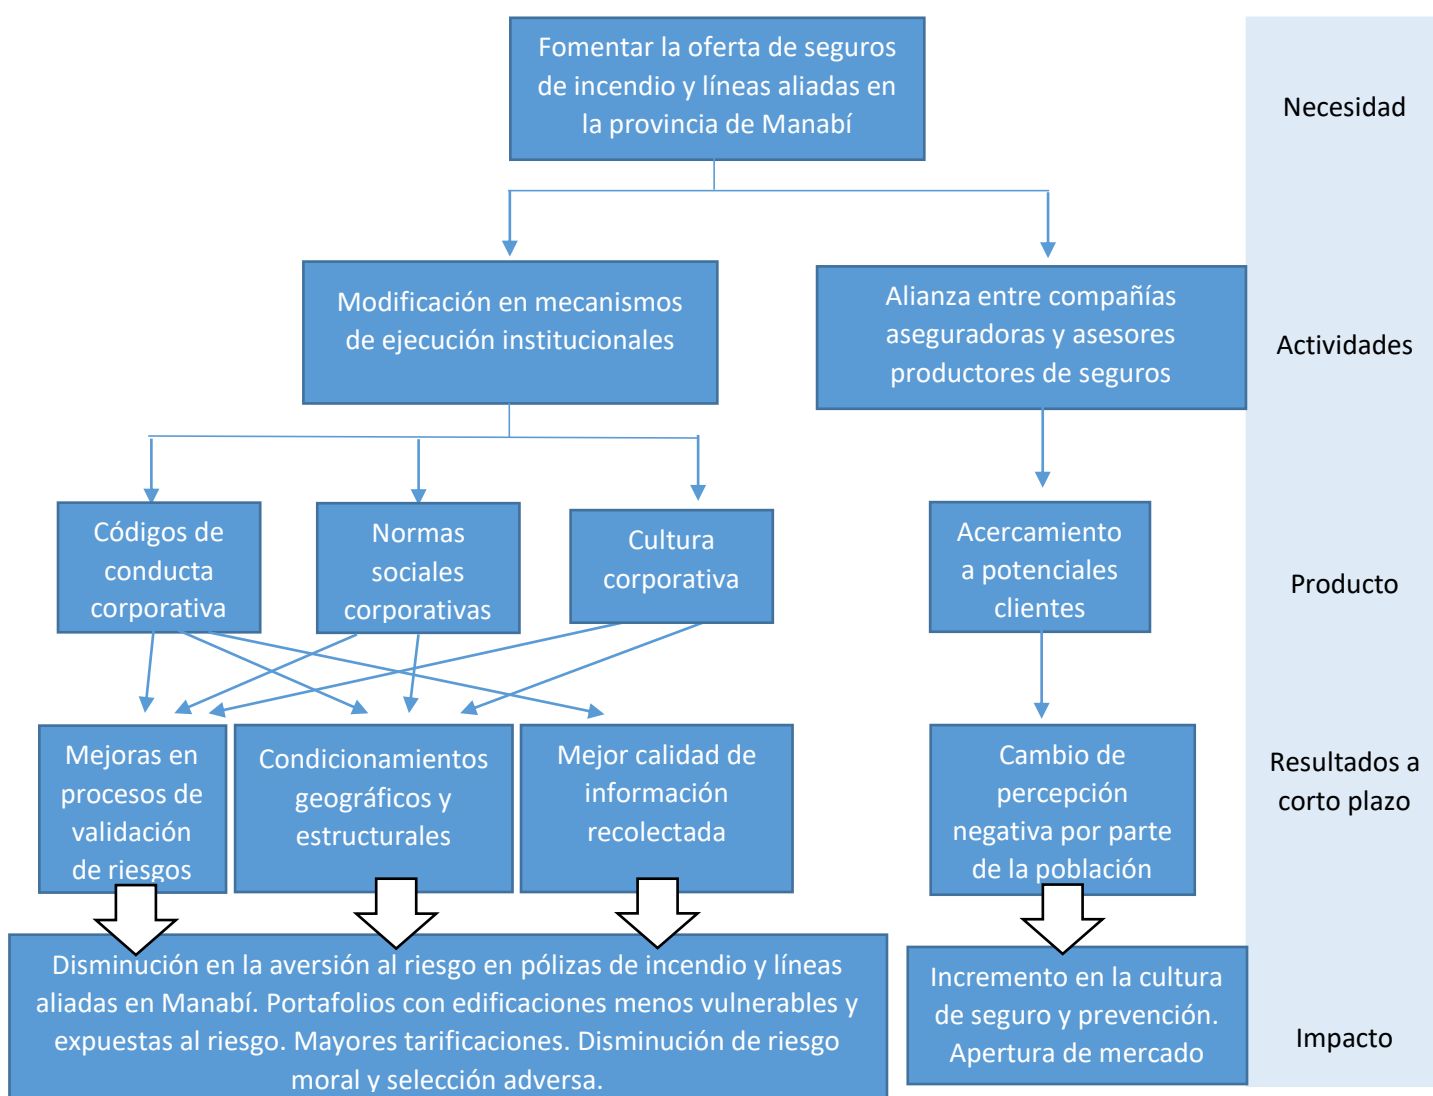 Fomentar la oferta de seguros
de incendio y líneas aliadas en
la provincia de Manabí
Necesidad
Modificación en mecanismos
de ejecución institucionales
Alianza entre compañías
aseguradoras y asesores
productores de seguros
Actividades
Códigos de
conducta
corporativa
Normas
sociales
corporativas
Cultura
corporativa
Acercamiento
a potenciales
clientes
Producto
Mejoras en
procesos de
validación
de riesgos
Condicionamientos
geográficos y
estructurales
Mejor calidad de
información
recolectada
Cambio de
percepción
negativa por parte
de la población
Resultados a
corto plazo
Disminución en la aversión al riesgo en pólizas de incendio y líneas
aliadas en Manabí. Portafolios con edificaciones menos vulnerables y
expuestas al riesgo. Mayores tarificaciones. Disminución de riesgo
moral y selección adversa.
Incremento en la cultura
de seguro y prevención.
Apertura de mercado
Impacto